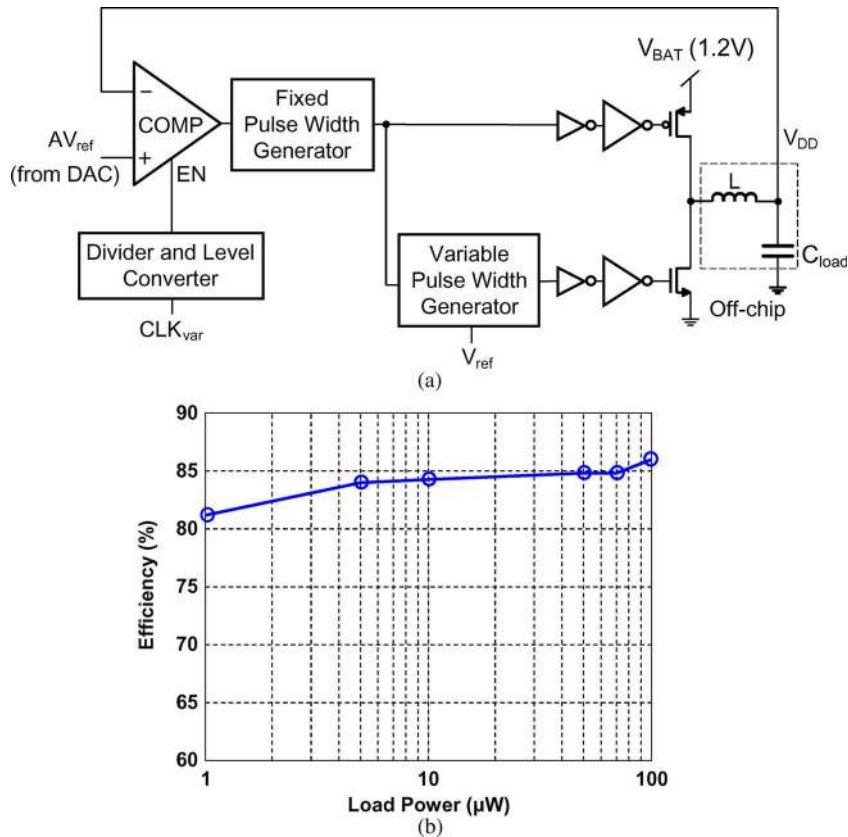 (a)
V_BAT (1.2V)
Fixed
Pulse Width
Generator
−
COMP
+
AV_ref
(from DAC)
EN
V_DD
L
Divider and Level
Converter
CLK_var
Variable
Pulse Width
Generator
V_ref
C_load
Off-chip
(a)
90
85
80
75
70
65
60
Efficiency (%)
1
10
100
Load Power (µW)
(b)